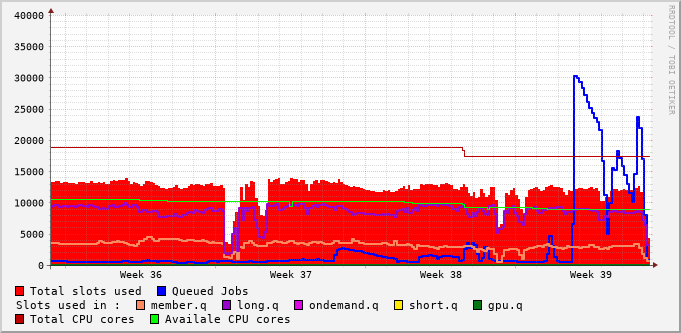 RRDTOOL / TOBI OETIKER
40000
35000
30000
25000
20000
15000
10000
5000
0
Week 36 Week 37 Week 38 Week 39
Total slots used Queued Jobs
Slots used in : member.q long.q ondemand.q short.q gpu.q
Total CPU cores Availale CPU cores